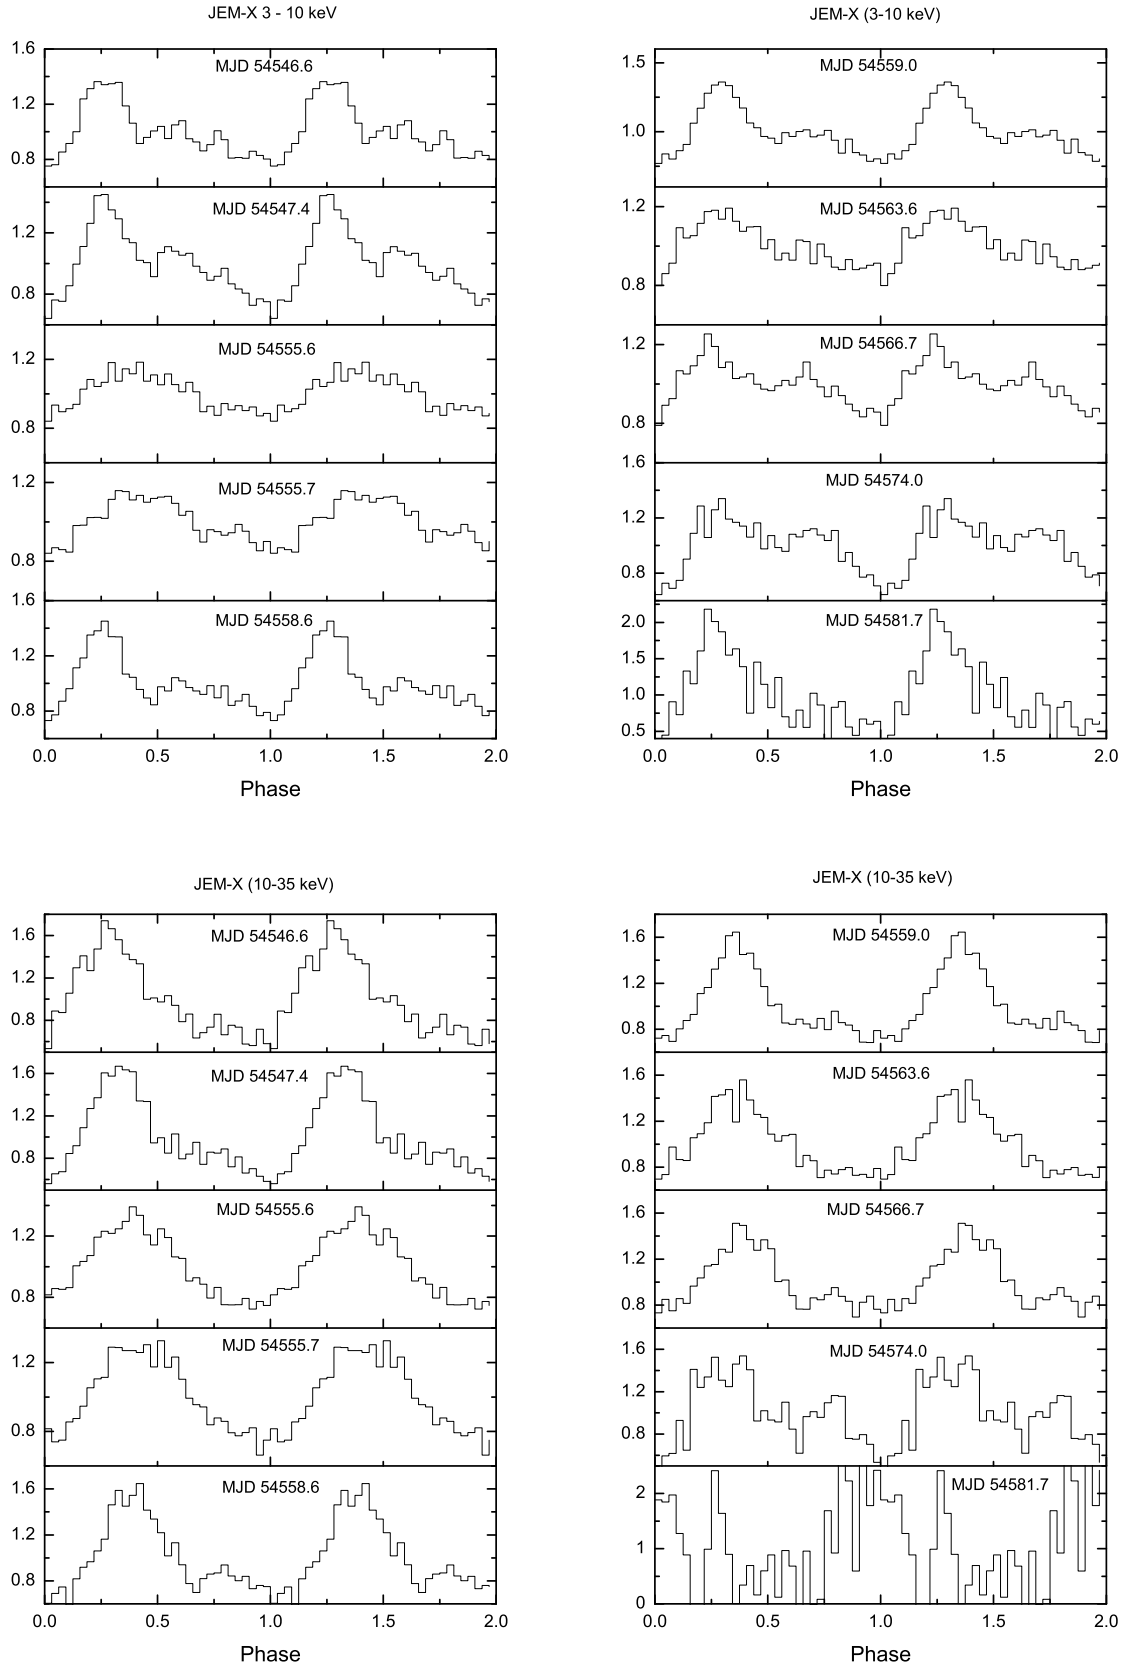 JEM-X 3 - 10 keV
1.6
MJD 54546.6
1.2
0.8
MJD 54547.4
1.2
0.8
MJD 54555.6
1.2
0.8
MJD 54555.7
1.2
0.8
1.6
MJD 54558.6
1.2
0.8
0.0 0.5 1.0 1.5 2.0
Phase
JEM-X (3-10 keV)
1.5
MJD 54559.0
1.0
1.2
MJD 54563.6
0.8
1.2
MJD 54566.7
0.8
1.6
MJD 54574.0
1.2
0.8
2.0
MJD 54581.7
1.5
1.0
0.5
0.0 0.5 1.0 1.5 2.0
Phase
JEM-X (10-35 keV)
1.6
MJD 54546.6
1.2
0.8
1.6
MJD 54547.4
1.2
0.8
MJD 54555.6
1.2
0.8
MJD 54555.7
1.2
0.8
1.6
MJD 54558.6
1.2
0.8
0.0 0.5 1.0 1.5 2.0
Phase
JEM-X (10-35 keV)
1.6
MJD 54559.0
1.2
0.8
1.6
MJD 54563.6
1.2
0.8
1.6
MJD 54566.7
1.2
0.8
1.6
MJD 54574.0
1.2
0.8
MJD 54581.7
2
1
0
0.0 0.5 1.0 1.5 2.0
Phase